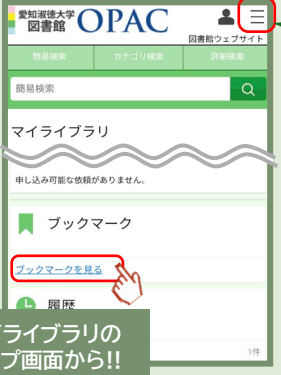 愛知淑徳大学
図書館 OPAC
図書館ウェブサイト
簡易検索 カテゴリ検索 詳細検索
簡易検索
マイライブラリ
申し込み可能な依頼がありません。
ブックマーク
ブックマークを見る
履歴
イライブラリの
プ画面から!!
1件